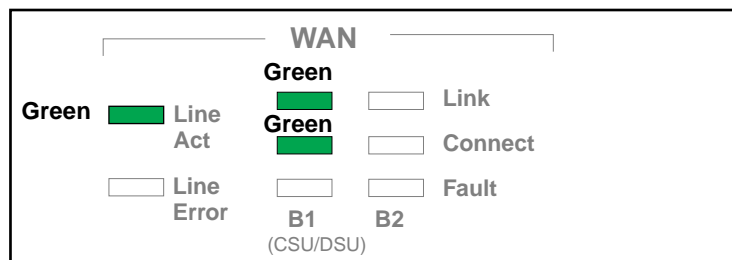 WAN
Green
Green Line Act Link
Green
Connect
Line Error Fault
B1 B2
(CSU/DSU)